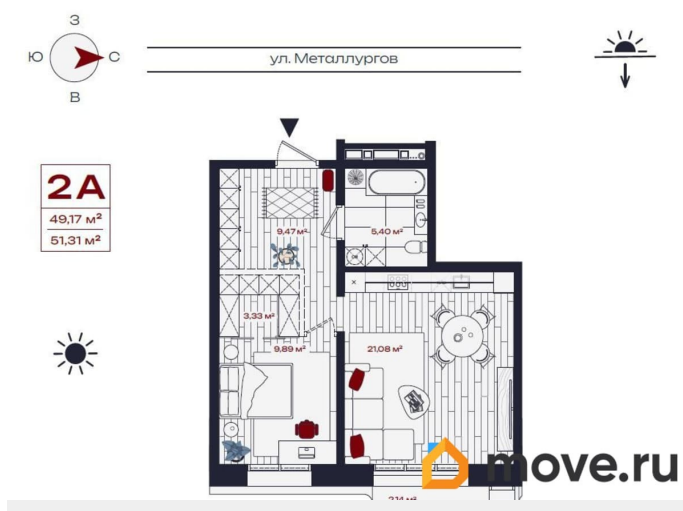 З
Ю
С
В
ул. Металлургов
2А
49,17 м²
51,31 м²
9,47 м²
5,40 м²
3,33 м²
9,89 м²
21,08 м²
2,14 м²
move.ru